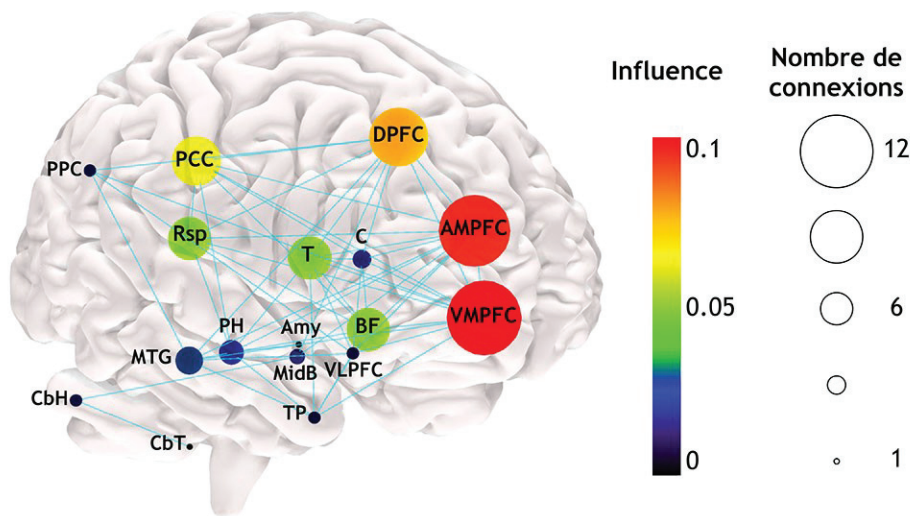 DPFC
PCC
PPC
AMPFC
Rsp
C
T
VMPFC
PH
Amy
BF
MTG
MidB
VLPFC
CbH
TP
CbT
Influence
0.1
0.05
0
Nombre de
connexions
12
6
1